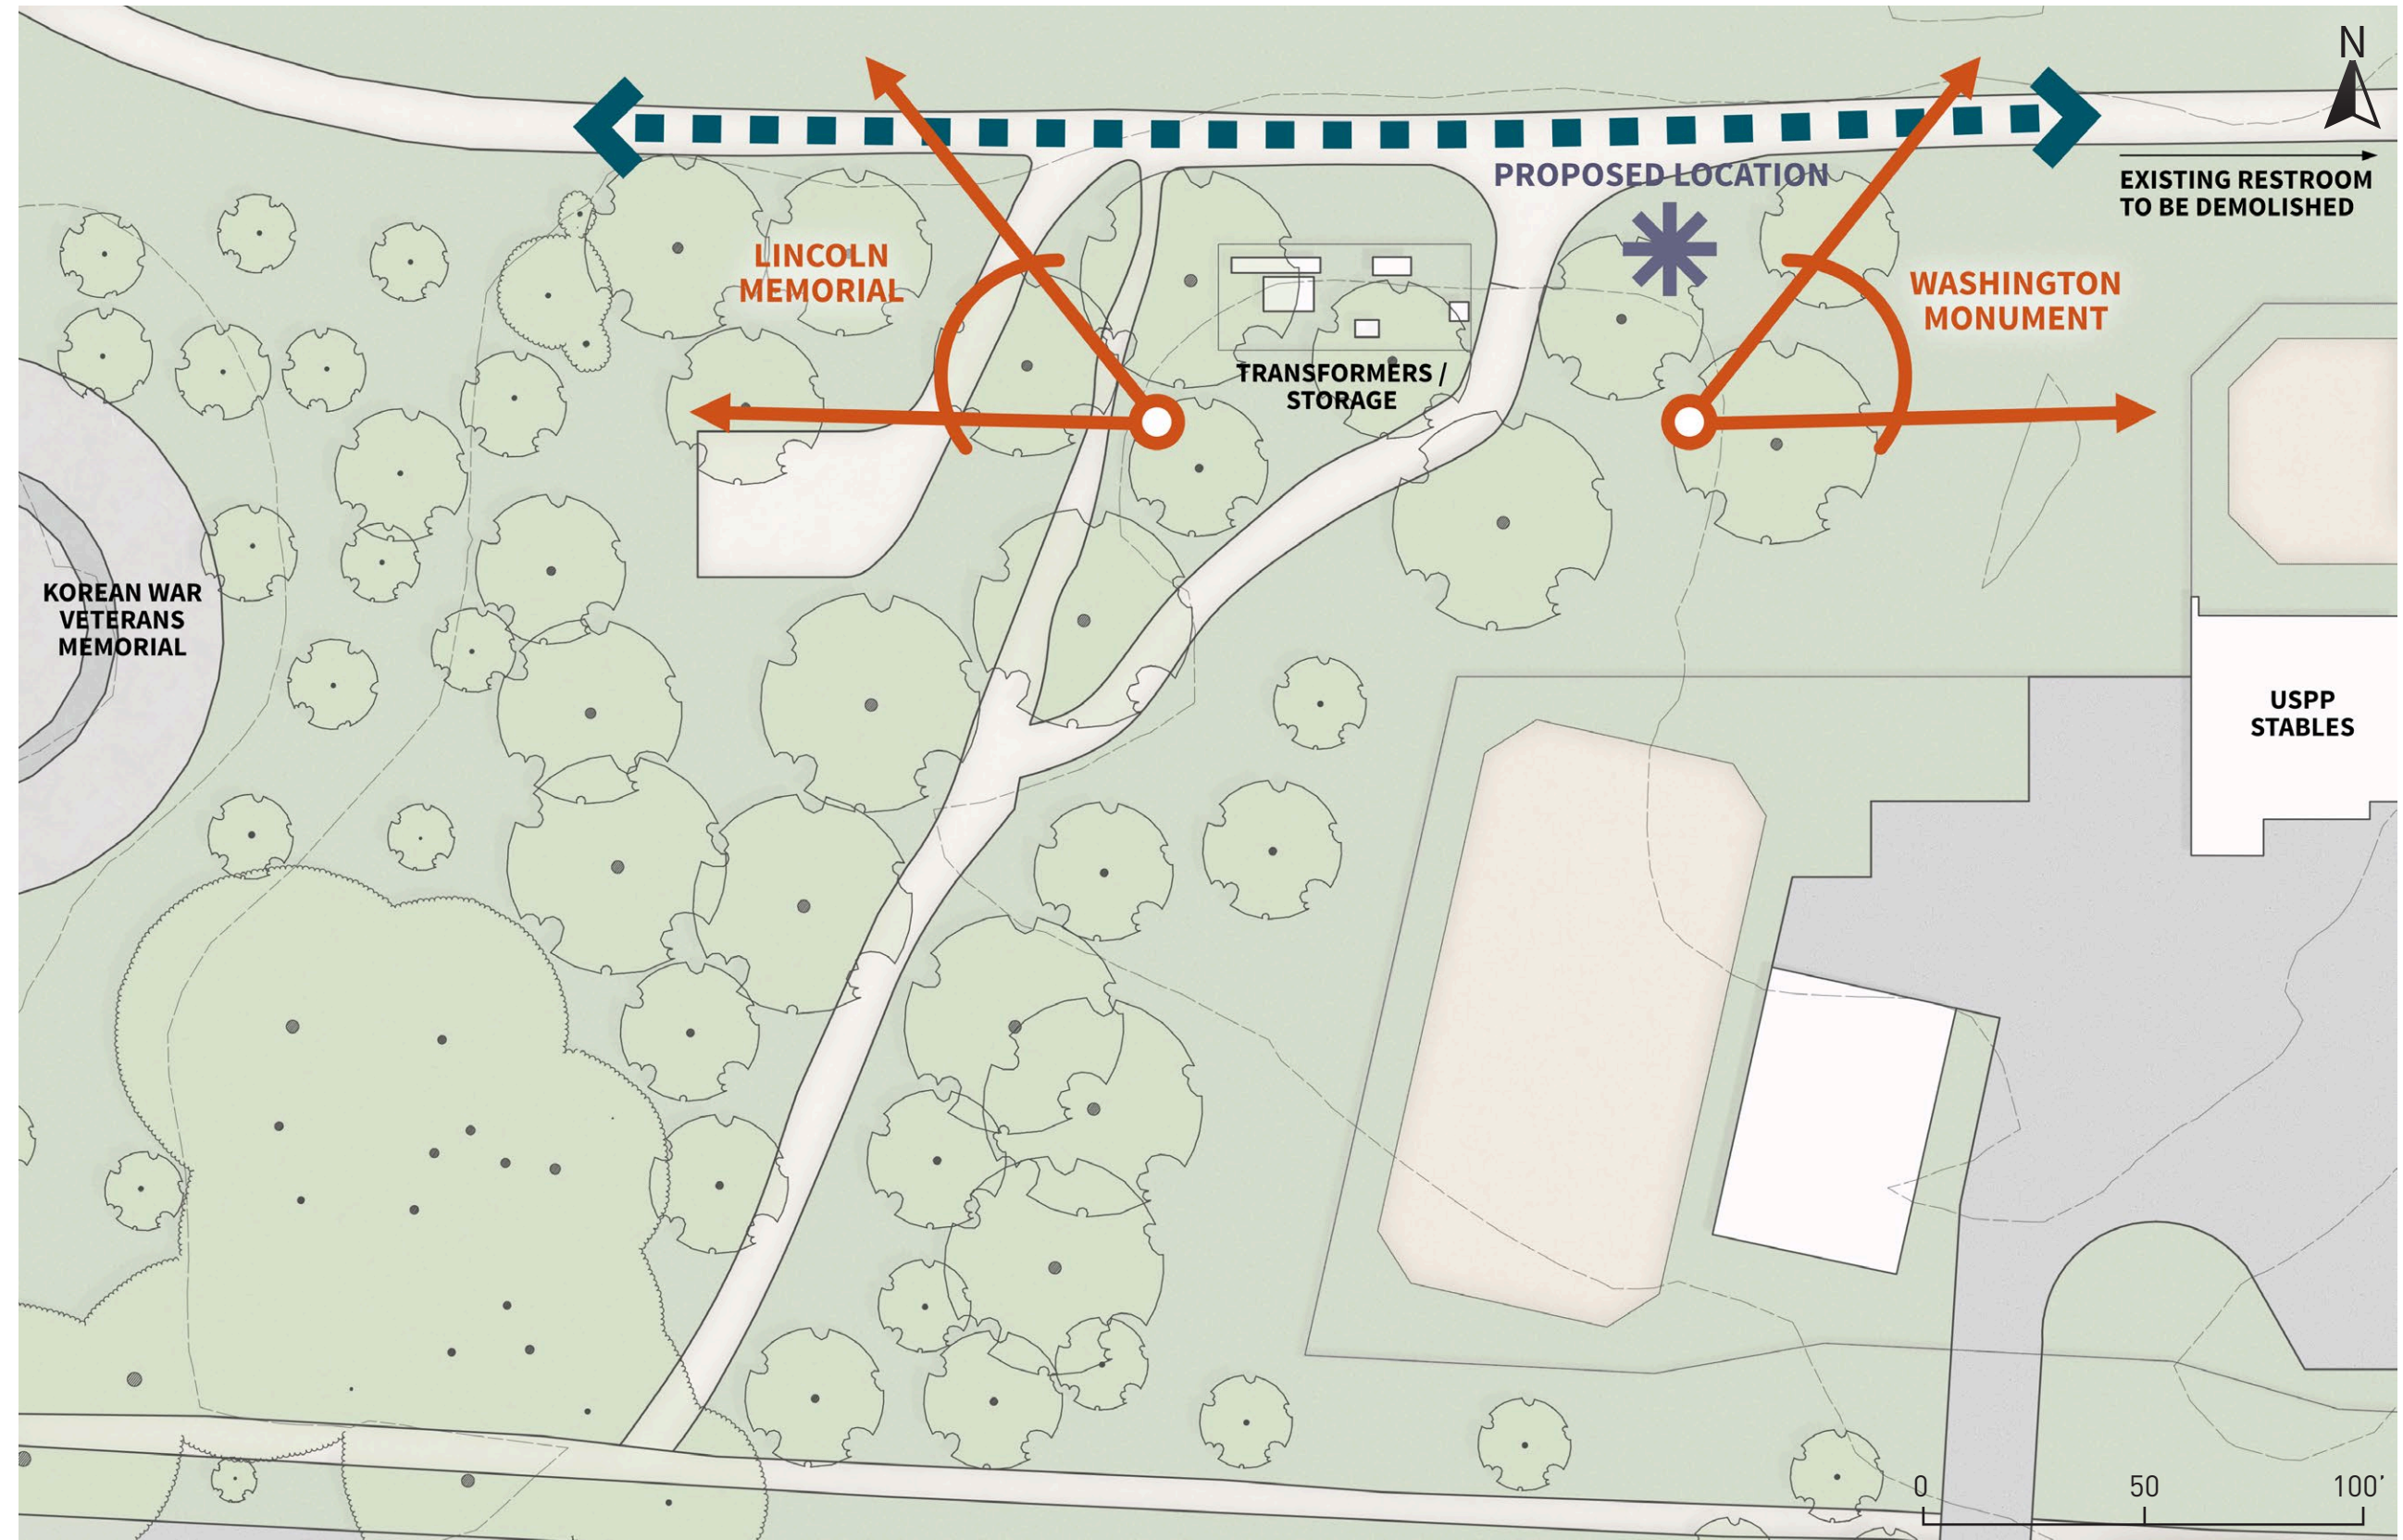 N
PROPOSED LOCATION
EXISTING RESTROOM
TO BE DEMOLISHED
LINCOLN
MEMORIAL
WASHINGTON
MONUMENT
TRANSFORMERS /
STORAGE
KOREAN WAR
VETERANS
MEMORIAL
USPP
STABLES
0 50 100'